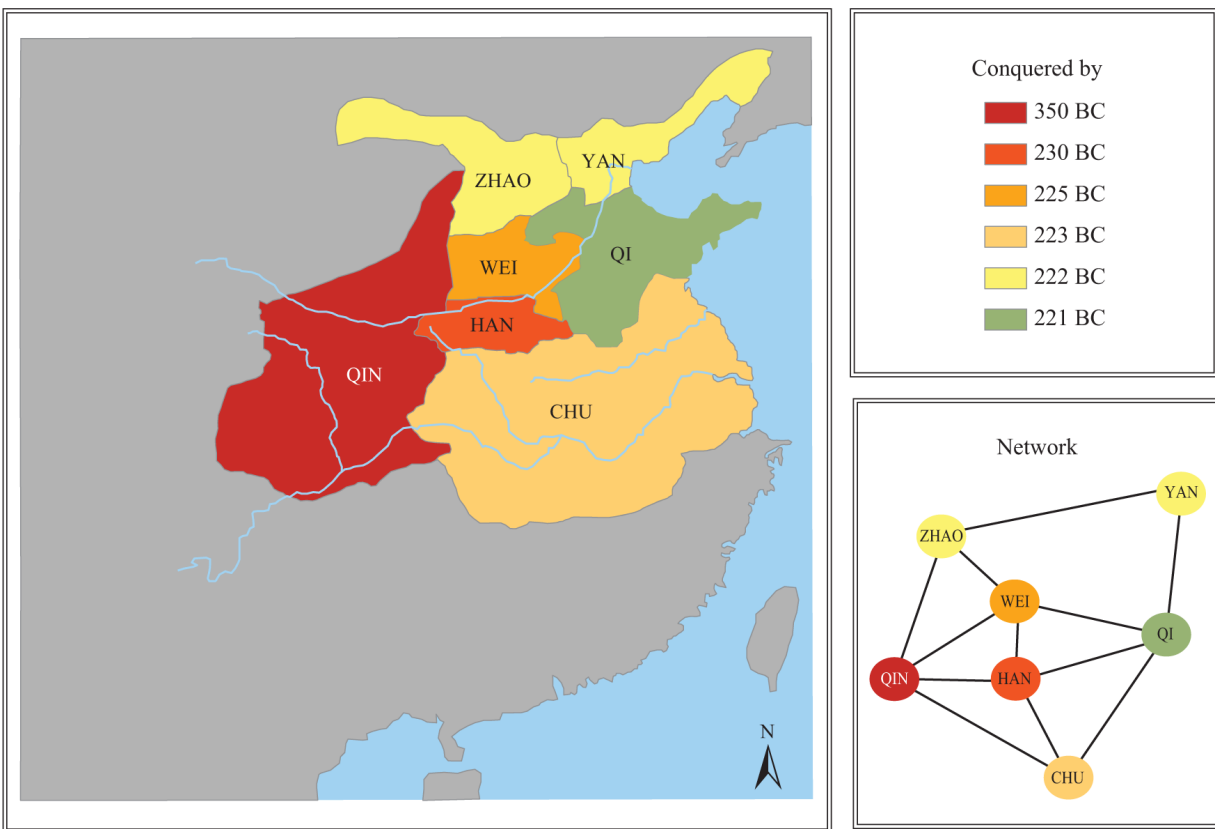 YAN
ZHAO
WEI
QI
HAN
QIN
CHU
N
Conquered by
350 BC
230 BC
225 BC
223 BC
222 BC
221 BC
Network
YAN
ZHAO
WEI
QI
QIN
HAN
CHU